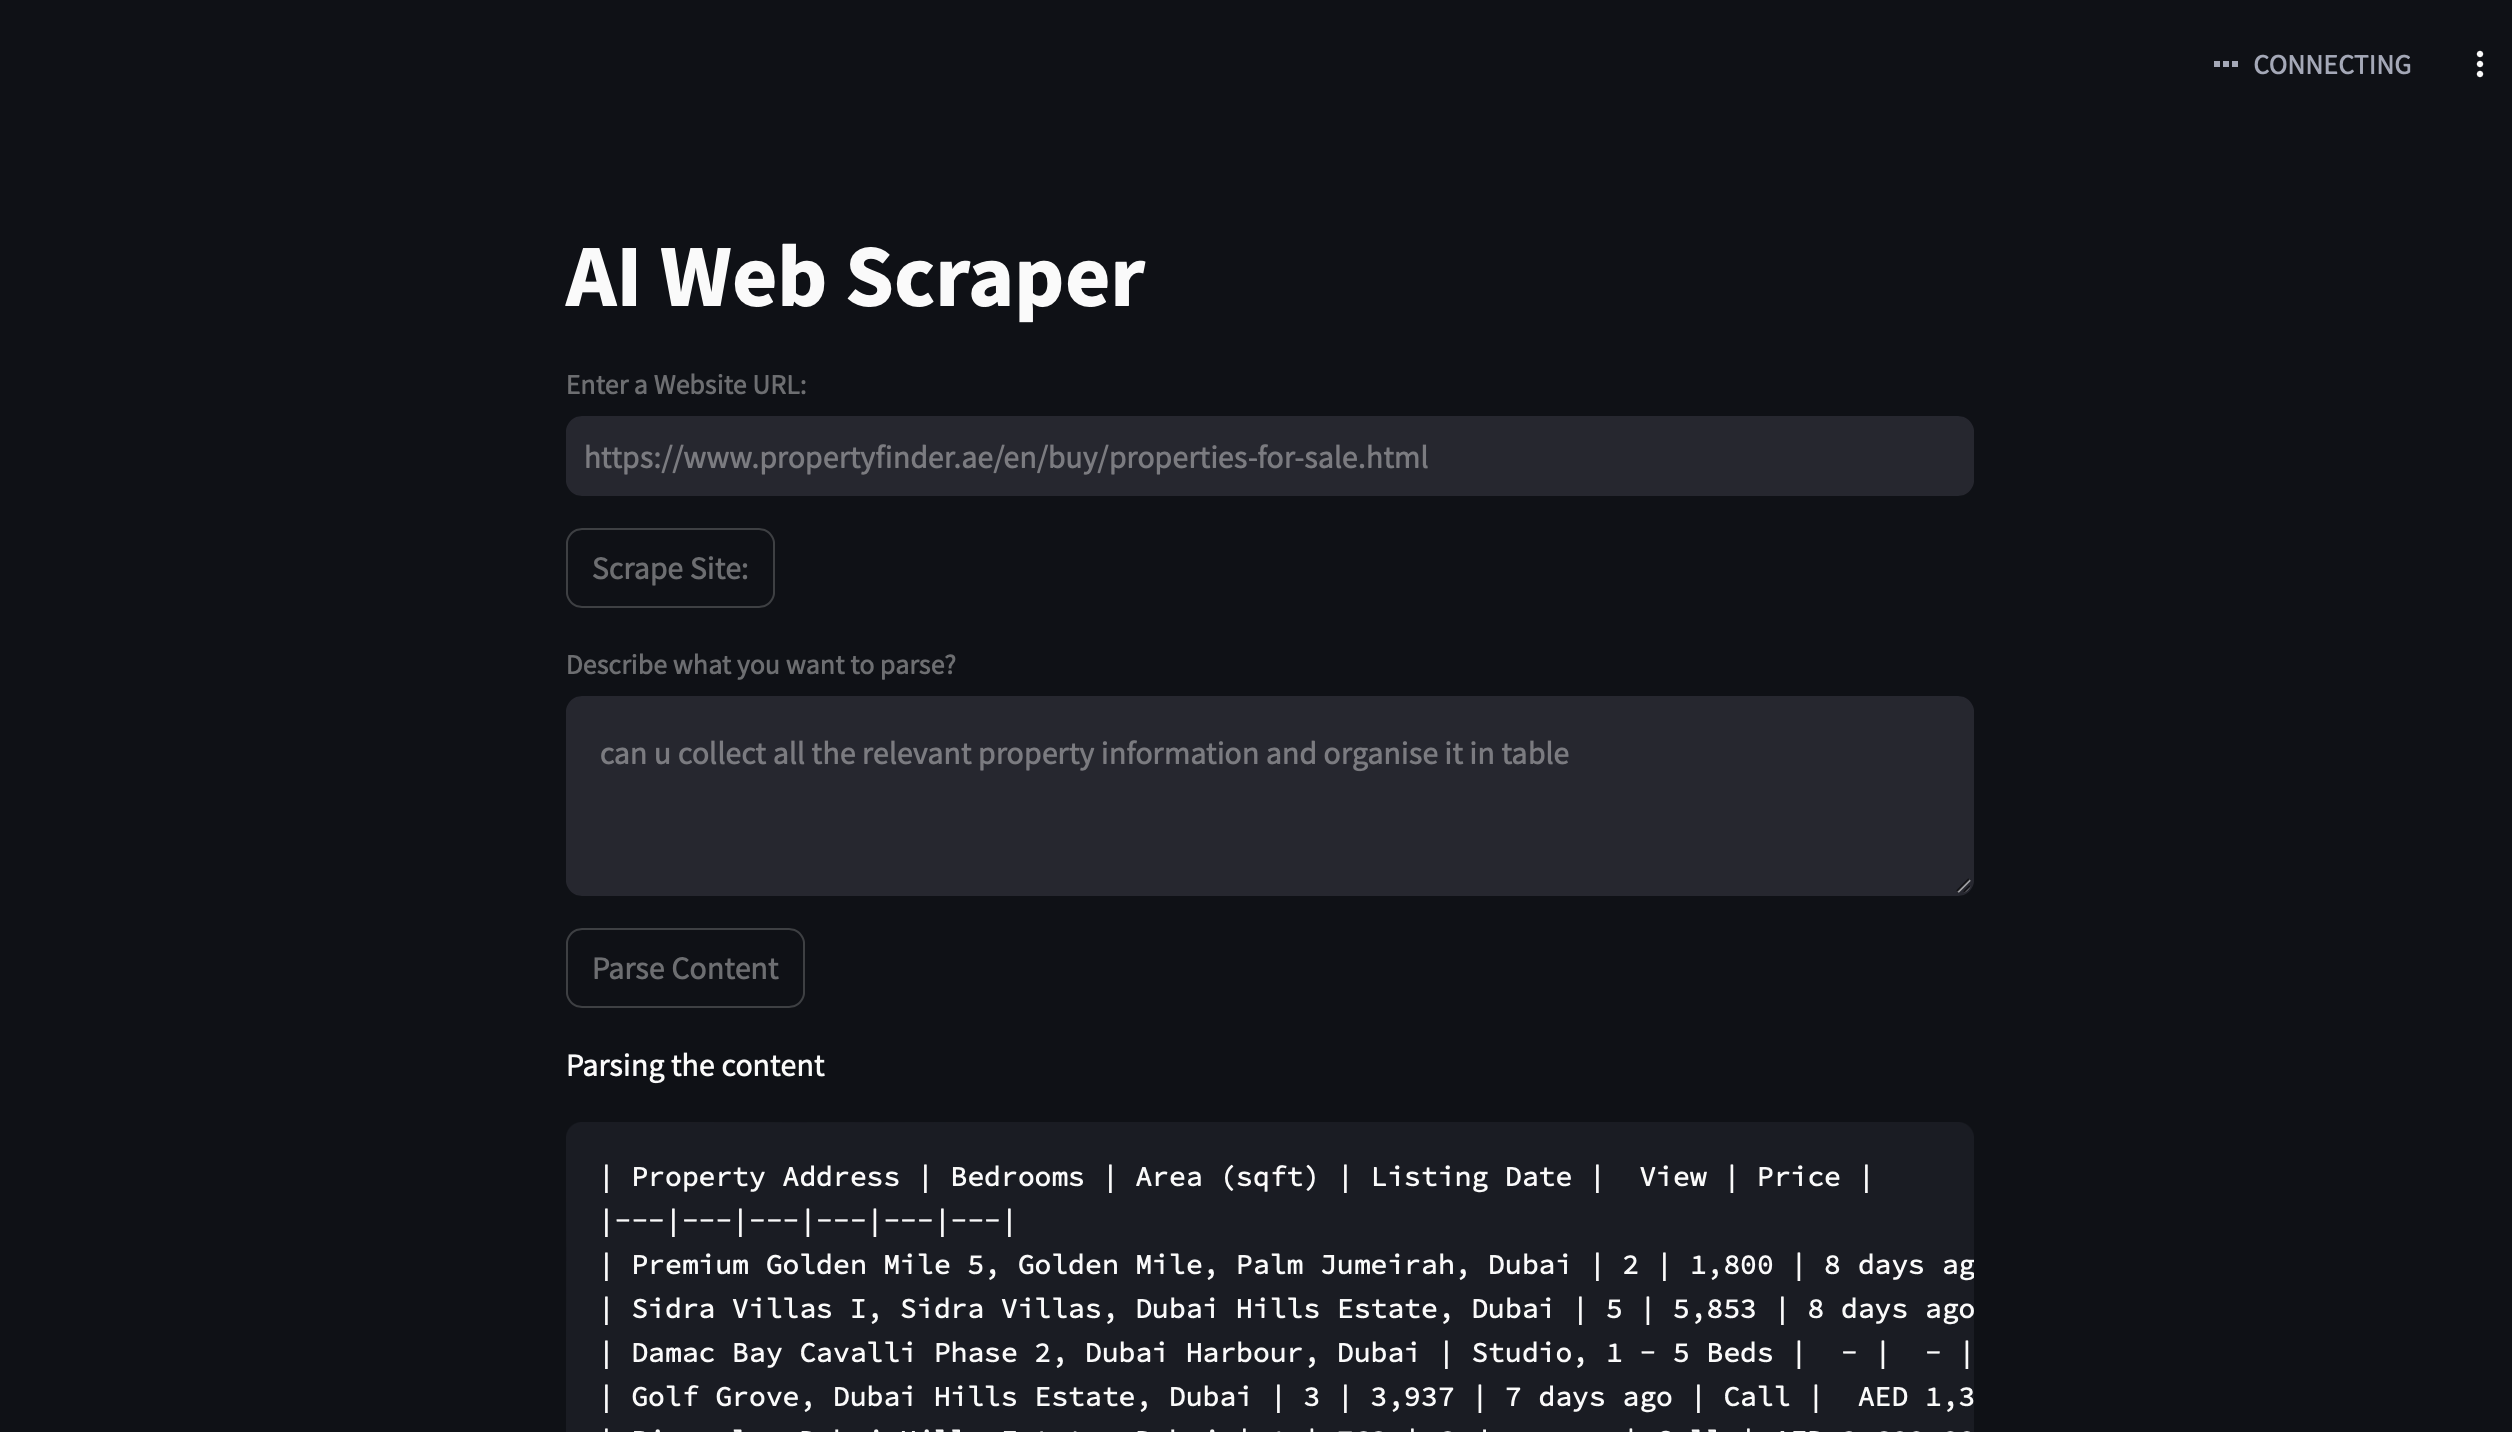 CONNECTING
AI Web Scraper
Enter a Website URL:
https://www.propertyfinder.ae/en/buy/properties-for-sale.html
Scrape Site:
Describe what you want to parse?
can u collect all the relevant property information and organise it in table
Parse Content
Parsing the content
| Property Address | Bedrooms | Area (sqft) | Listing Date |  View | Price |
|---|---|---|---|---|---|
| Premium Golden Mile 5, Golden Mile, Palm Jumeirah, Dubai | 2 | 1,800 | 8 days ag
| Sidra Villas I, Sidra Villas, Dubai Hills Estate, Dubai | 5 | 5,853 | 8 days ago
| Damac Bay Cavalli Phase 2, Dubai Harbour, Dubai | Studio, 1 - 5 Beds |  - |  - |
| Golf Grove, Dubai Hills Estate, Dubai | 3 | 3,937 | 7 days ago | Call |  AED 1,3